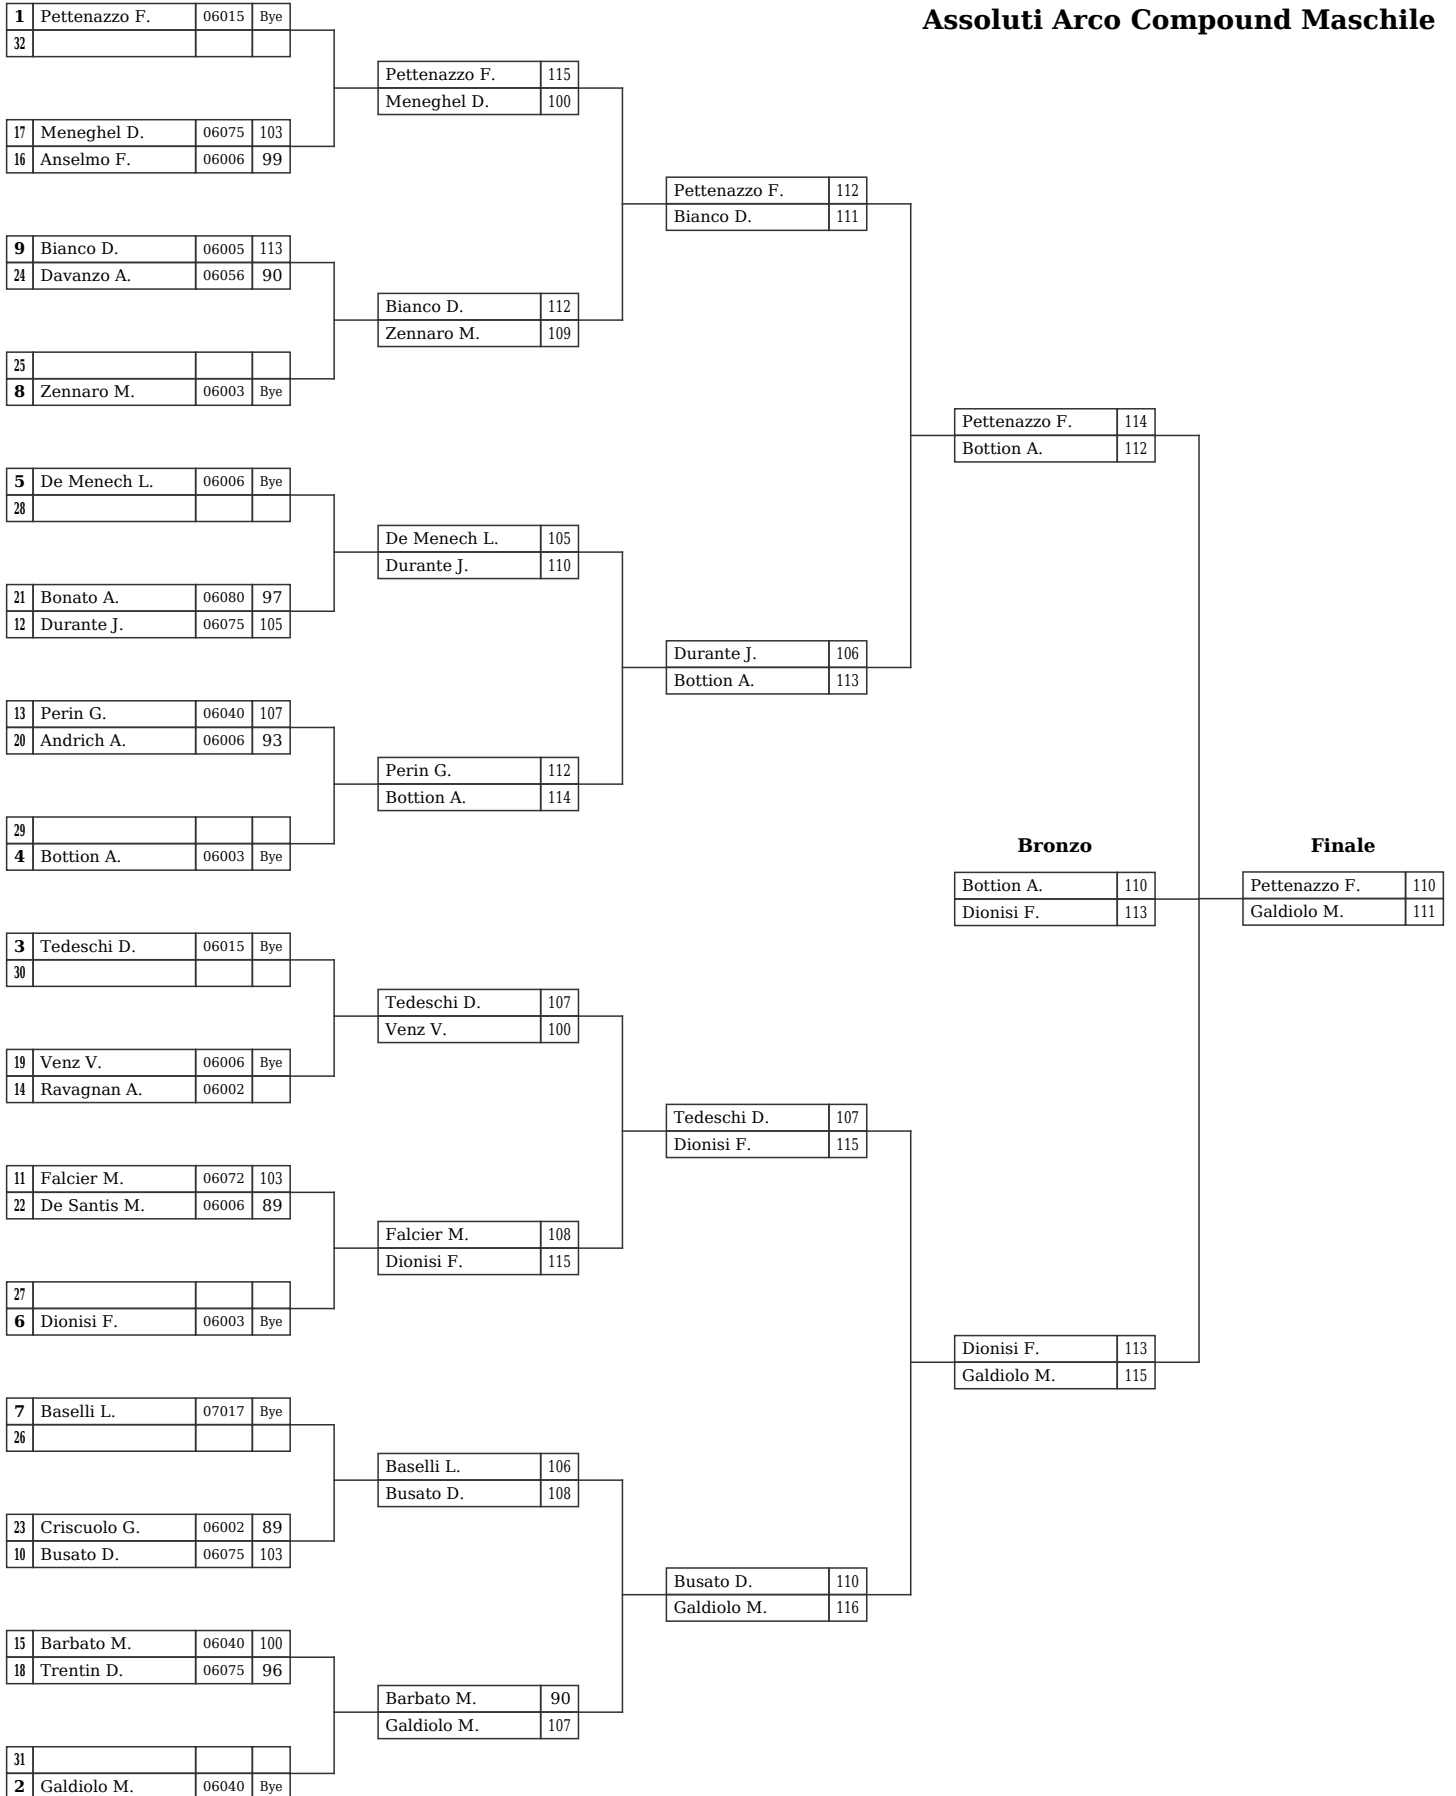 Assoluti Arco Compound Maschile
1 Pettenazzo F. 06015 Bye
32
17 Meneghel D. 06075 103
16 Anselmo F. 06006 99
9 Bianco D. 06005 113
24 Davanzo A. 06056 90
25
8 Zennaro M. 06003 Bye
5 De Menech L. 06006 Bye
28
21 Bonato A. 06080 97
12 Durante J. 06075 105
13 Perin G. 06040 107
20 Andrich A. 06006 93
29
4 Bottion A. 06003 Bye
3 Tedeschi D. 06015 Bye
30
19 Venz V. 06006 Bye
14 Ravagnan A. 06002
11 Falcier M. 06072 103
22 De Santis M. 06006 89
27
6 Dionisi F. 06003 Bye
7 Baselli L. 07017 Bye
26
23 Criscuolo G. 06002 89
10 Busato D. 06075 103
15 Barbato M. 06040 100
18 Trentin D. 06075 96
31
2 Galdiolo M. 06040 Bye
Pettenazzo F. 115
Meneghel D. 100
Bianco D. 112
Zennaro M. 109
De Menech L. 105
Durante J. 110
Perin G. 112
Bottion A. 114
Tedeschi D. 107
Venz V. 100
Falcier M. 108
Dionisi F. 115
Baselli L. 106
Busato D. 108
Barbato M. 90
Galdiolo M. 107
Pettenazzo F. 112
Bianco D. 111
Durante J. 106
Bottion A. 113
Tedeschi D. 107
Dionisi F. 115
Busato D. 110
Galdiolo M. 116
Pettenazzo F. 114
Bottion A. 112
Dionisi F. 113
Galdiolo M. 115
Bronzo
Bottion A. 110
Dionisi F. 113
Finale
Pettenazzo F. 110
Galdiolo M. 111